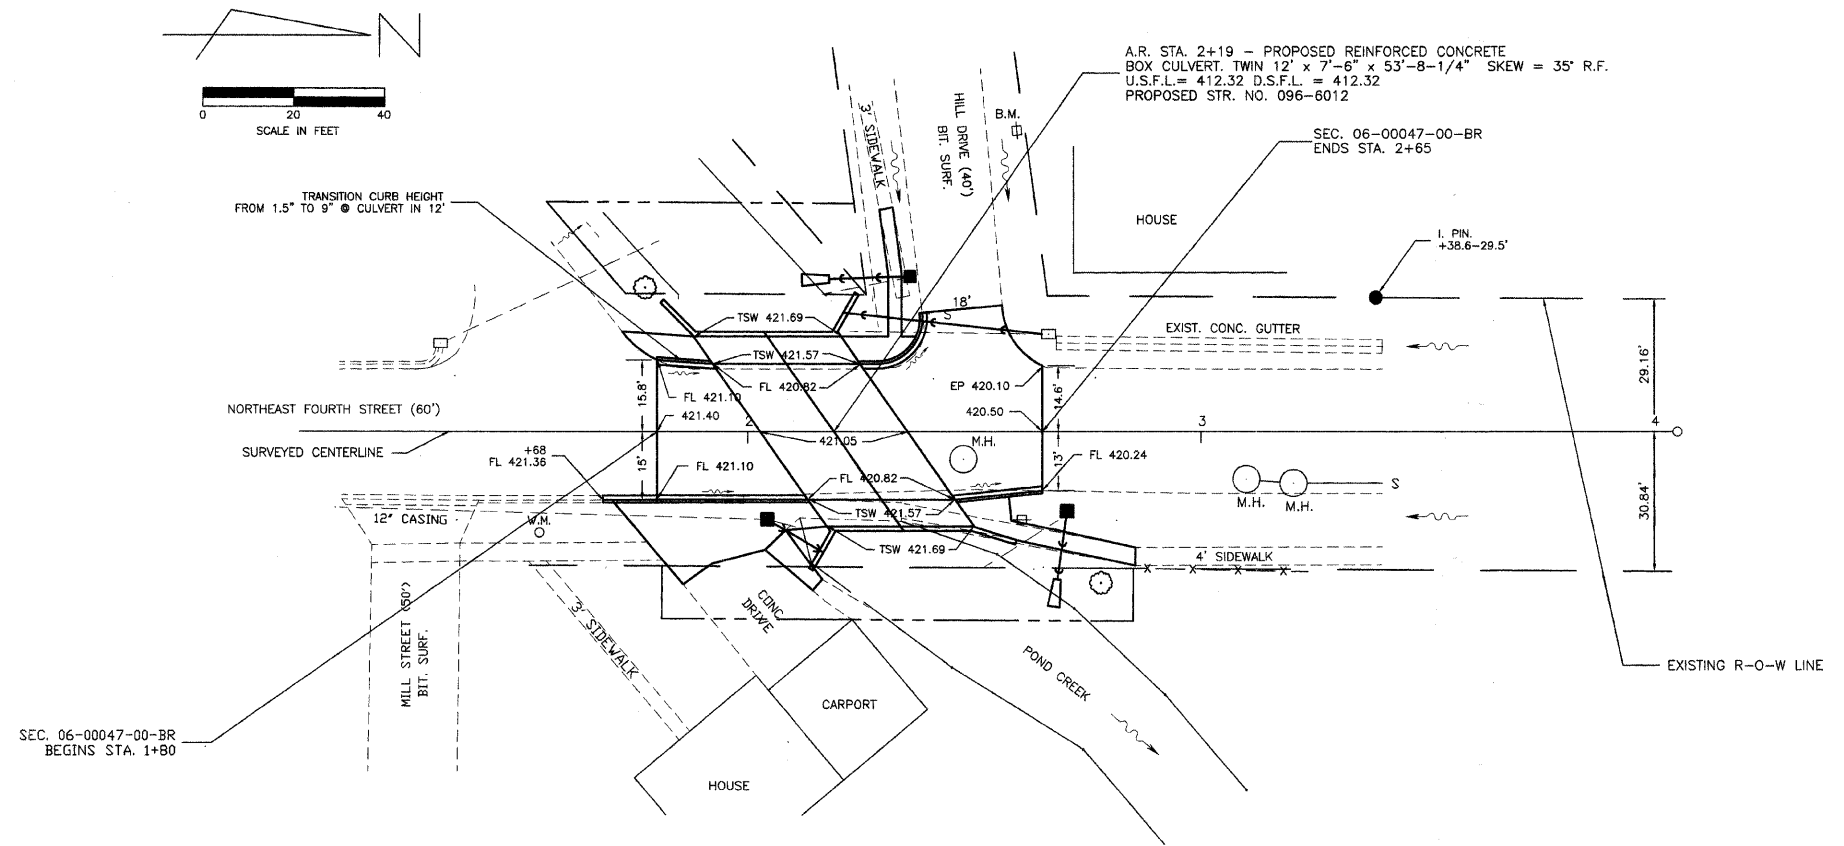 N
0 20 40
SCALE IN FEET
A.R. STA. 2+19 - PROPOSED REINFORCED CONCRETE
BOX CULVERT. TWIN 12' x 7'-6" x 53'-8-1/4" SKEW = 35° R.F.
U.S.F.L.= 412.32 D.S.F.L. = 412.32
PROPOSED STR. NO. 096-6012
SEC. 06-00047-00-BR
ENDS STA. 2+65
3' SIDEWALK
HILL DRIVE (40')
BIT. SURF.
B.M.
TRANSITION CURB HEIGHT
FROM 1.5" TO 9" @ CULVERT IN 12'
HOUSE
I. PIN.
+38.6-29.5'
18'
S
TSW 421.69
EXIST. CONC. GUTTER
TSW 421.57
FL 420.82
EP 420.10
FL 421.10
15.8'
14.6'
29.16'
NORTHEAST FOURTH STREET (60')
421.40
420.50
2
3
4
421.05
M.H.
SURVEYED CENTERLINE
+68
FL 421.36
15'
FL 421.10
13'
FL 420.24
FL 420.82
S
M.H.
M.H.
30.84'
TSW 421.57
12" CASING
W.M.
TSW 421.69
4' SIDEWALK
X X X X
CONC.
DRIVE
3' SIDEWALK
MILL STREET (50')
BIT. SURF.
POND CREEK
EXISTING R-O-W LINE
CARPORT
SEC. 06-00047-00-BR
BEGINS STA. 1+80
HOUSE